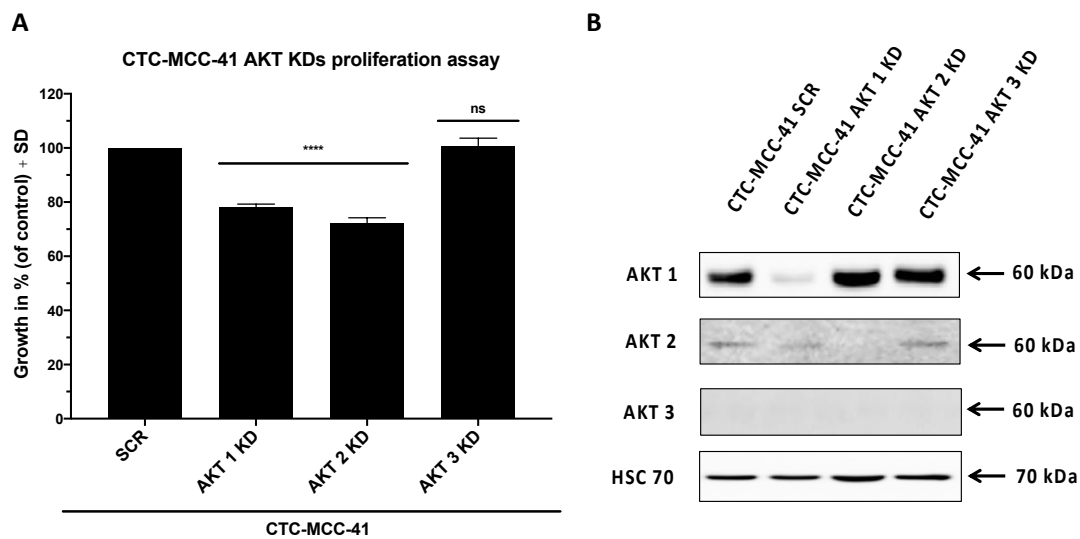 A
CTC-MCC-41 AKT KDs proliferation assay
Growth in % (of control) + SD
120
100
80
60
40
20
0
****
ns
SCR
AKT 1 KD
AKT 2 KD
AKT 3 KD
CTC-MCC-41
B
CTC-MCC-41 SCR
CTC-MCC-41 AKT 1 KD
CTC-MCC-41 AKT 2 KD
CTC-MCC-41 AKT 3 KD
AKT 1
60 kDa
AKT 2
60 kDa
AKT 3
60 kDa
HSC 70
70 kDa